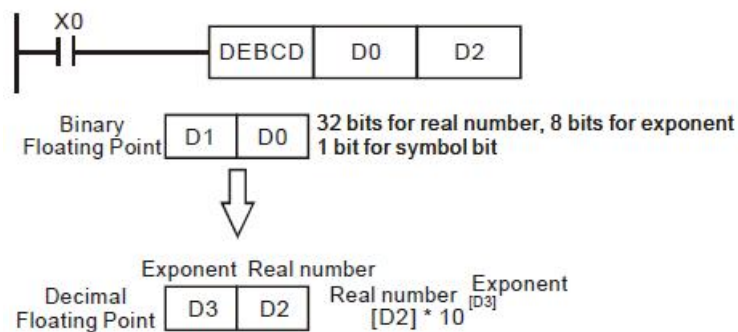 X0
DEBCD D0 D2
Binary
Floating Point
D1 D0
32 bits for real number, 8 bits for exponent
1 bit for symbol bit
Exponent Real number
Decimal
Floating Point
D3 D2
Real number
[D2] * 10
[D3]
Exponent